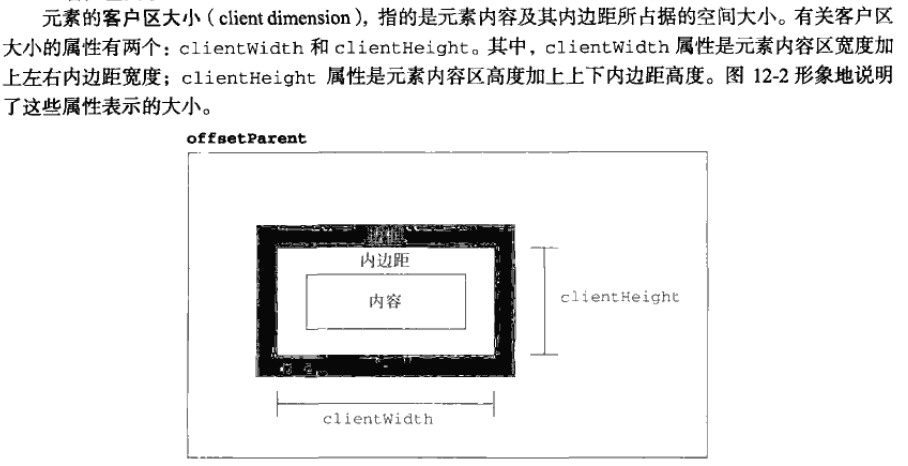 元素的客户区大小（client dimension），指的是元素内容及其内边距所占据的空间大小。有关客户区
大小的属性有两个：clientWidth 和 clientHeight。其中，clientWidth 属性是元素内容区宽度加
上左右内边距宽度；clientHeight 属性是元素内容区高度加上上下内边距高度。图 12-2 形象地说明
了这些属性表示的大小。
offsetParent
内边距
内容
clientHeight
clientWidth